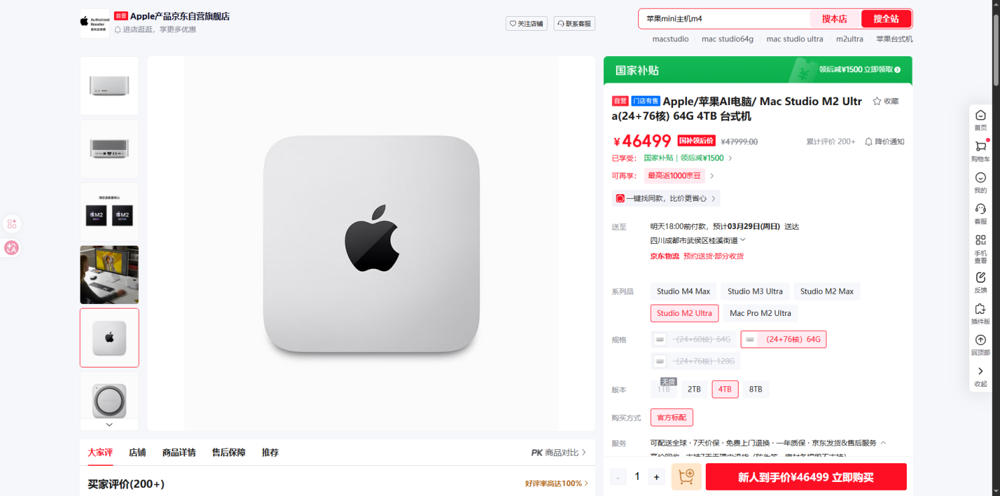 Authorized
Reseller
授权经销商
自营 Apple产品京东自营旗舰店
进店逛逛，享更多优惠
关注店铺
联系客服
苹果mini主机m4
搜本店
搜全站
macstudio
mac studio64g
mac studio ultra
m2ultra
苹果台式机
请自选能量核心
M2
MAX
M2
ULTRA
国家补贴
领后减¥1500 立即领取
自营 门店有售 Apple/苹果AI电脑/ Mac Studio M2 Ultr
a(24+76核) 64G 4TB 台式机
收藏
¥46499 国补领后价 ¥47999.00
累计评价 200+
降价通知
已享受： 国家补贴 | 领后减¥1500
可再享： 最高返1000京豆
一键找同款，比价更省心
送至 明天18:00前付款，预计03月29日(周日) 送达
四川成都市武侯区桂溪街道
京东物流 预约送货·部分收货
系列品 Studio M4 Max Studio M3 Ultra Studio M2 Max
Studio M2 Ultra Mac Pro M2 Ultra
规格 （24+60核）64G （24+76核）64G
（24+76核）128G
无货
版本 1TB 2TB 4TB 8TB
购买方式 官方标配
服务 可配送全球 · 7天价保 · 免费上门退换 · 一年质保 · 京东发货&售后服务
- 1 +
新人到手价¥46499 立即购买
大家评 店铺 商品详情 售后保障 推荐
PK 商品对比
买家评价(200+)
好评率高达100%
首页
购物车
我的
客服
手机
查看
反馈
插件版
回顶部
收起